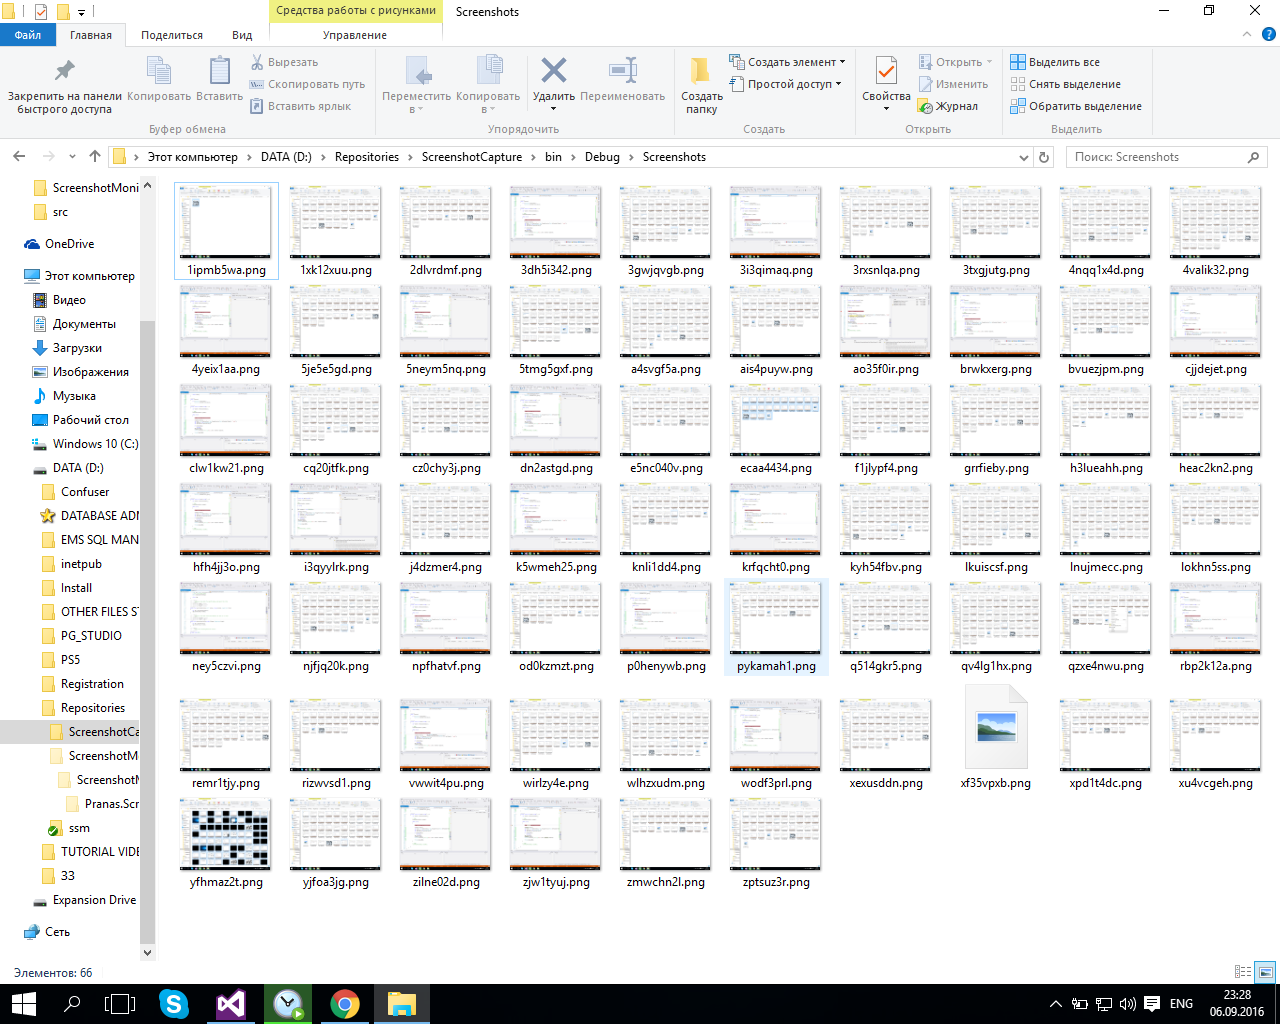 Средства работы с рисунками
Screenshots
Файл
Главная
Поделиться
Вид
Управление
Закрепить на панели быстрого доступа
Копировать
Вставить
Вырезать
Скопировать путь
Вставить ярлык
Переместить в
Копировать в
Удалить
Переименовать
Создать папку
Создать элемент
Простой доступ
Свойства
Открыть
Изменить
Журнал
Выделить все
Снять выделение
Обратить выделение
Буфер обмена
Упорядочить
Создать
Открыть
Выделить
Этот компьютер > DATA (D:) > Repositories > ScreenshotCapture > bin > Debug > Screenshots
Поиск: Screenshots
ScreenshotMoni
src
OneDrive
Этот компьютер
Видео
Документы
Загрузки
Изображения
Музыка
Рабочий стол
Windows 10 (C:)
DATA (D:)
Confuser
DATABASE ADM
EMS SQL MAN
inetpub
Install
OTHER FILES S
PG_STUDIO
PS5
Registration
Repositories
ScreenshotCa
ScreenshotM
Screenshot
Pranas.Scr
ssm
TUTORIAL VIDE
33
Expansion Drive
Сеть
1ipmb5wa.png 1xk12xuu.png 2dlvrdmf.png 3dh5i342.png 3gwjqvgb.png 3i3qimaq.png 3rxsnlqa.png 3txgjutg.png 4nqq1x4d.png 4valik32.png
4yeix1aa.png 5je5e5gd.png 5neym5nq.png 5tmg5gxf.png a4svgf5a.png ais4puyw.png ao35f0ir.png brwkxerg.png bvuezjpm.png cjjdejet.png
clw1kw21.png cq20jtfk.png cz0chy3j.png dn2astgd.png e5nc040v.png ecaa4434.png f1jlypf4.png grrfieby.png h3lueahh.png heac2kn2.png
hfh4jj3o.png i3qyylrk.png j4dzmer4.png k5wmeh25.png knli1dd4.png krfqcht0.png kyh54fbv.png lkuiscsf.png lnujmecc.png lokhn5ss.png
ney5czvi.png njfjq20k.png npfhatvf.png od0kzmzt.png p0henywb.png pykamah1.png q514gkr5.png qv4lg1hx.png qzxe4nwu.png rbp2k12a.png
remr1tjy.png rizwvsd1.png vwwit4pu.png wirlzy4e.png wlhzxudm.png wodf3prl.png xexusddn.png xf35vpxb.png xpd1t4dc.png xu4vcgeh.png
yfhmaz2t.png yjfoa3jg.png zilne02d.png zjw1tyuj.png zmwchn2l.png zptsuz3r.png
Элементов: 66
ENG
23:28
06.09.2016